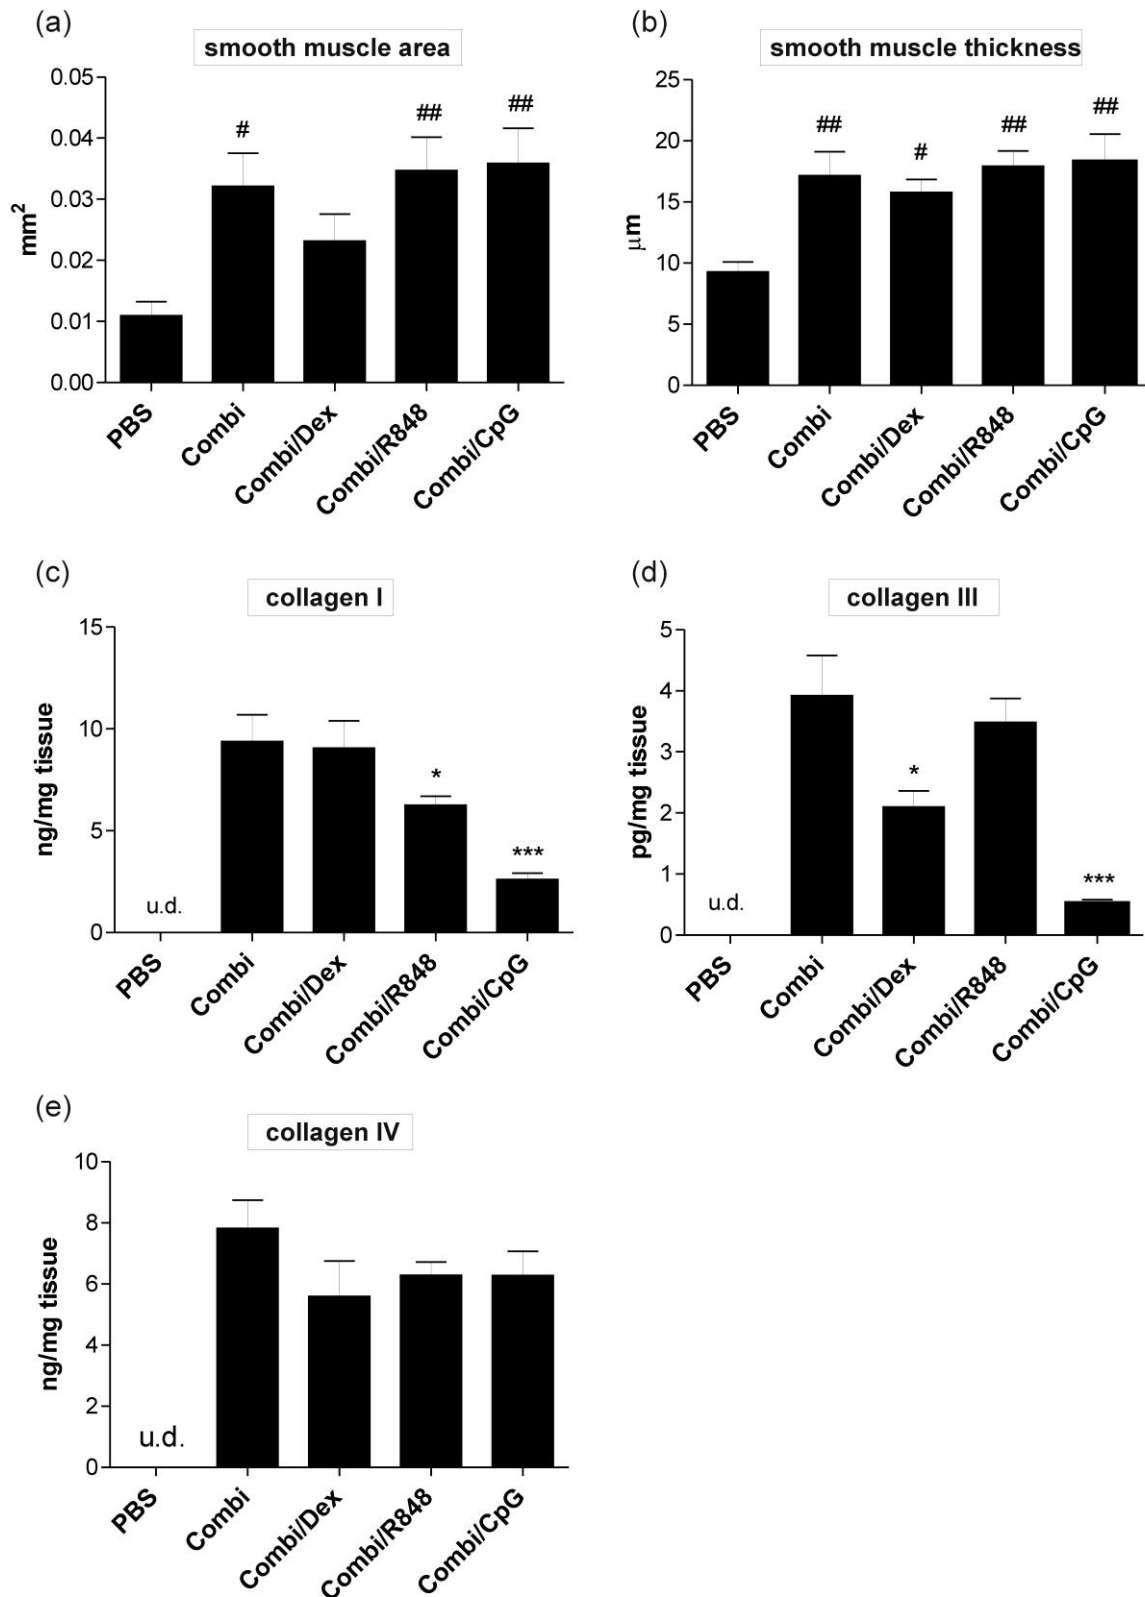 (a)
smooth muscle area
0.05
0.04
0.03
0.02
0.01
0.00
mm²
#
##
##
PBS
Combi
Combi/Dex
Combi/R848
Combi/CpG
(b)
smooth muscle thickness
25
20
15
10
5
0
μm
##
#
##
##
PBS
Combi
Combi/Dex
Combi/R848
Combi/CpG
(c)
collagen I
15
10
5
0
ng/mg tissue
u.d.
*
***
PBS
Combi
Combi/Dex
Combi/R848
Combi/CpG
(d)
collagen III
5
4
3
2
1
0
pg/mg tissue
u.d.
*
***
PBS
Combi
Combi/Dex
Combi/R848
Combi/CpG
(e)
collagen IV
10
8
6
4
2
0
ng/mg tissue
u.d.
PBS
Combi
Combi/Dex
Combi/R848
Combi/CpG